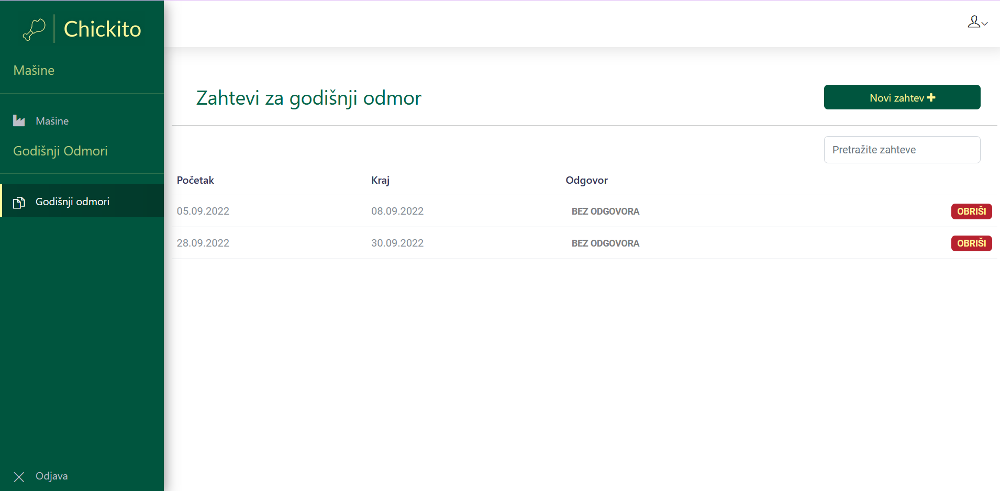 Chickito
Mašine
Mašine
Godišnji Odmori
Godišnji odmori
Odjava
Zahtevi za godišnji odmor
Novi zahtev
Pretražite zahteve
Početak Kraj Odgovor
05.09.2022 08.09.2022 BEZ ODGOVORA OBRIŠI
28.09.2022 30.09.2022 BEZ ODGOVORA OBRIŠI